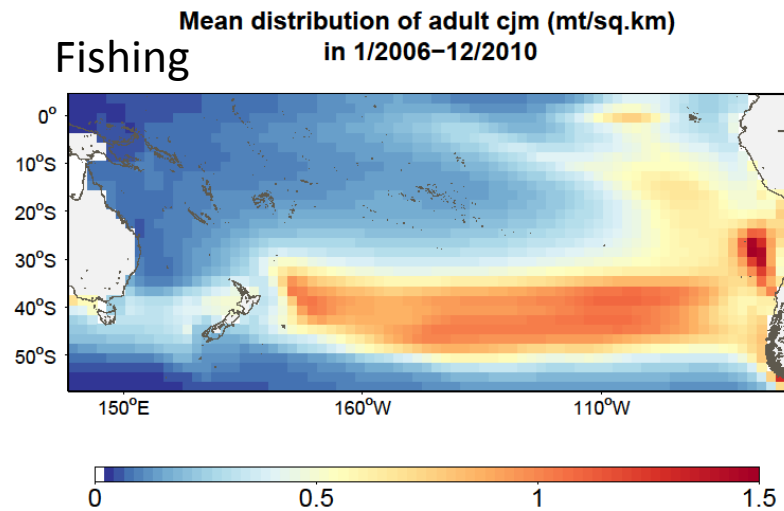 Mean distribution of adult cjm (mt/sq.km)
in 1/2006−12/2010
Fishing
0°
10°S
20°S
30°S
40°S
50°S
150°E 160°W 110°W
0 0.5 1 1.5